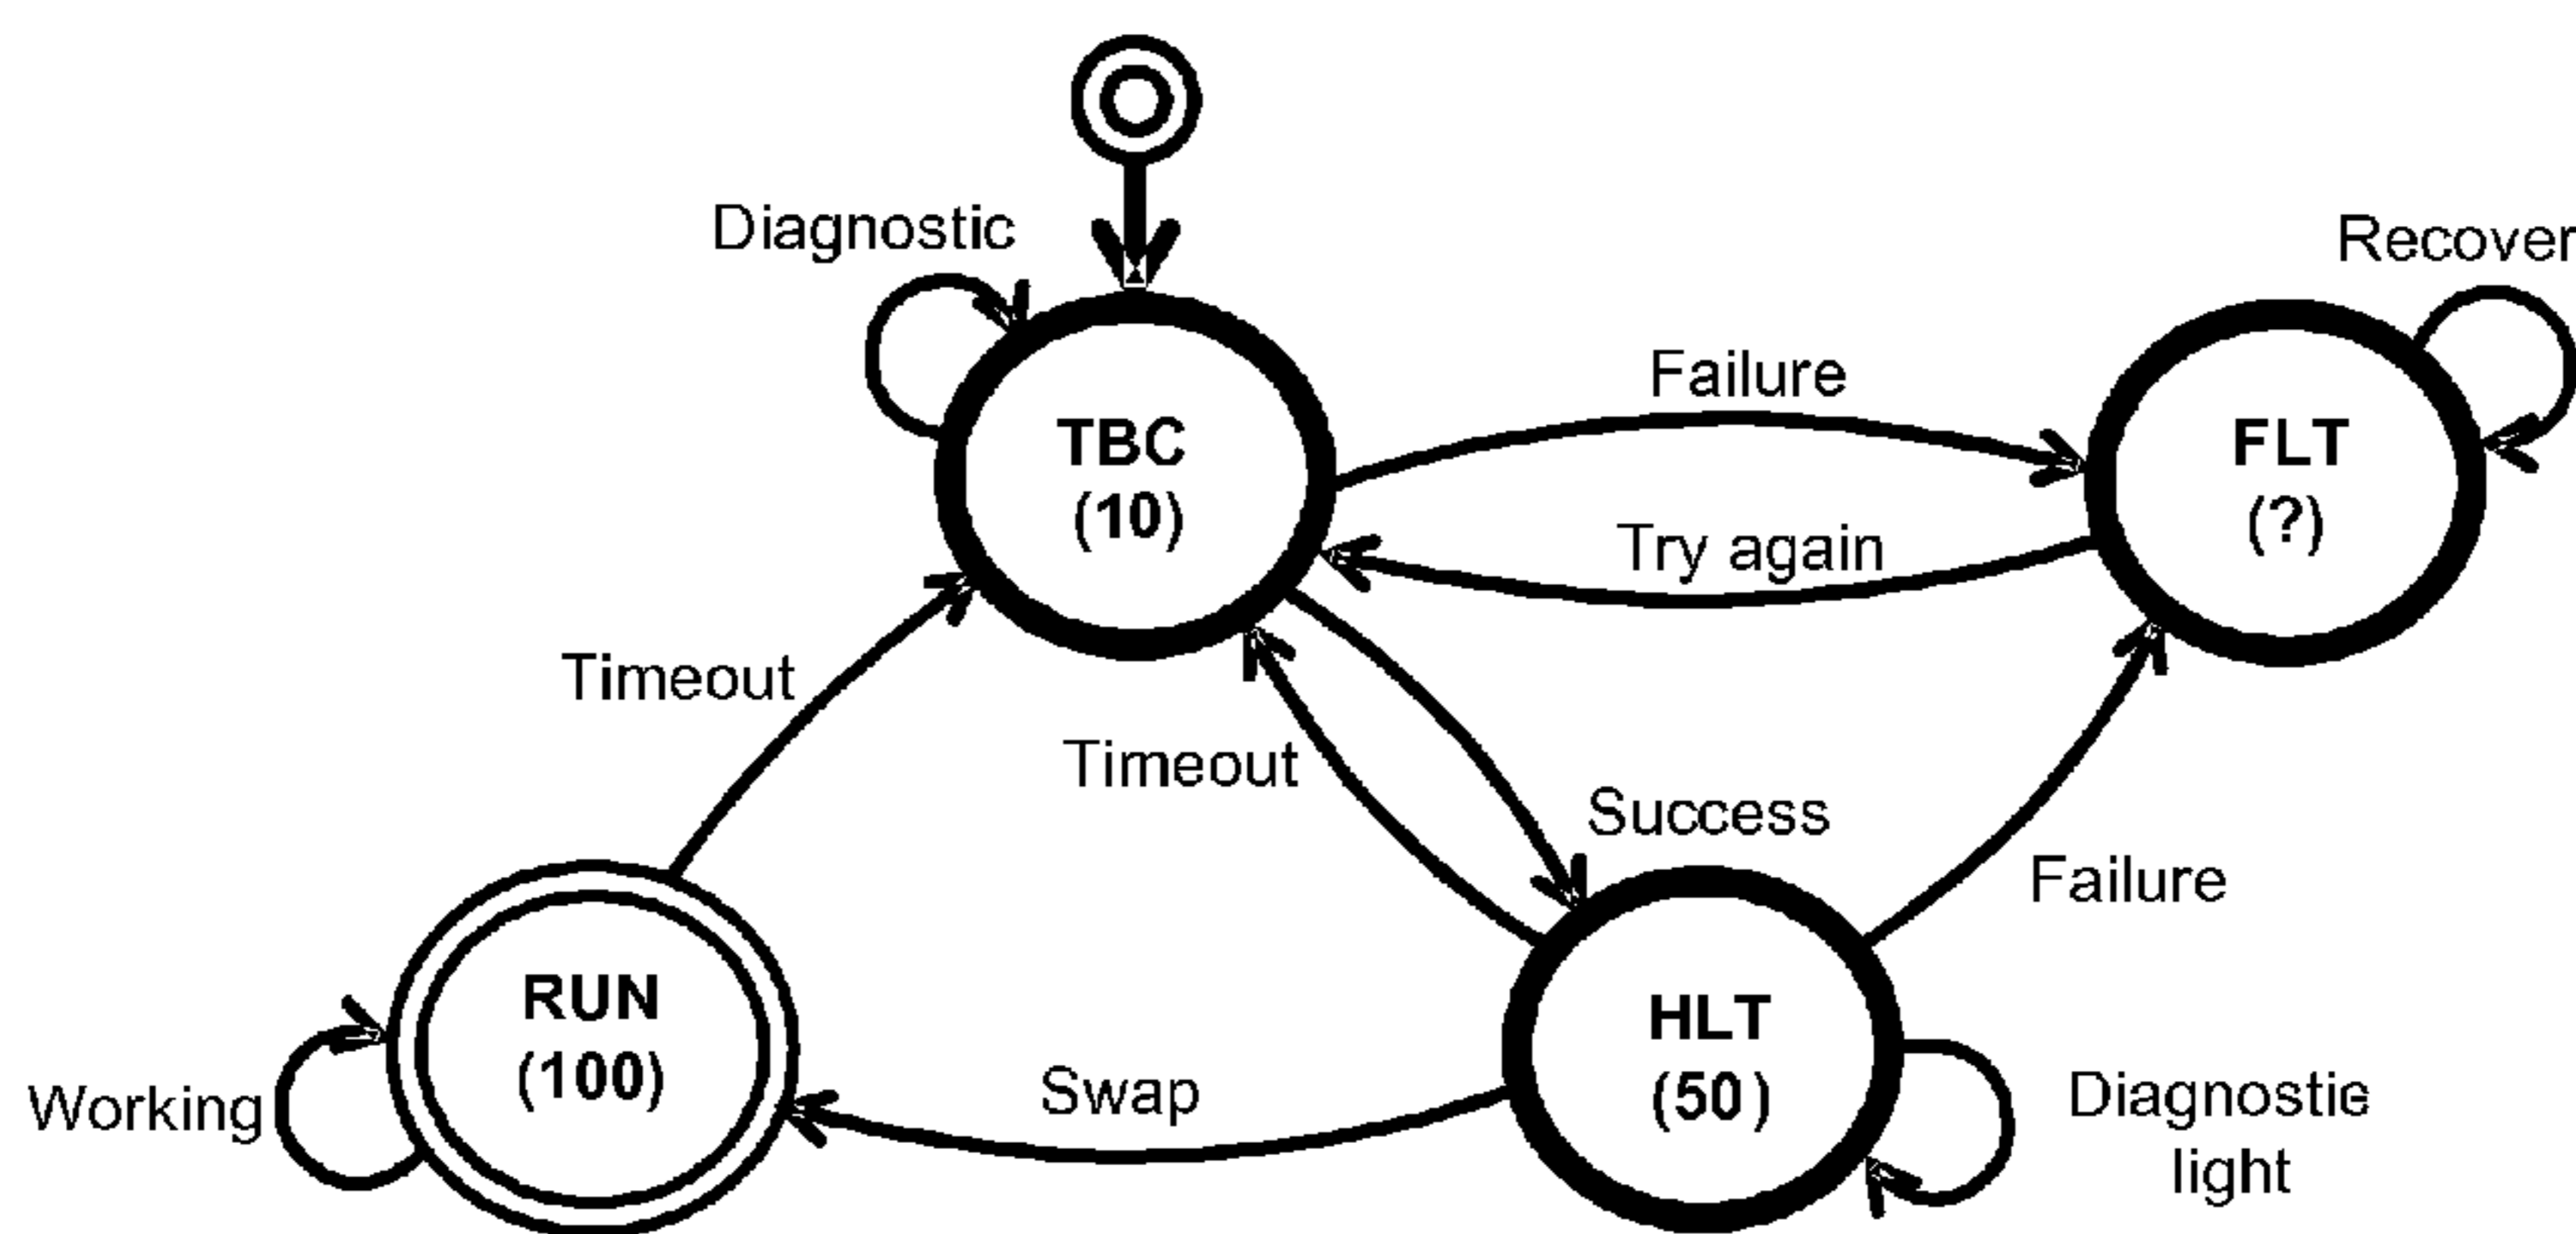 Diagnostic
Recover
TBC
(10)
Failure
FLT
(?)
Try again
Timeout
Timeout
Success
Failure
RUN
(100)
HLT
(50)
Working
Swap
Diagnostic
light